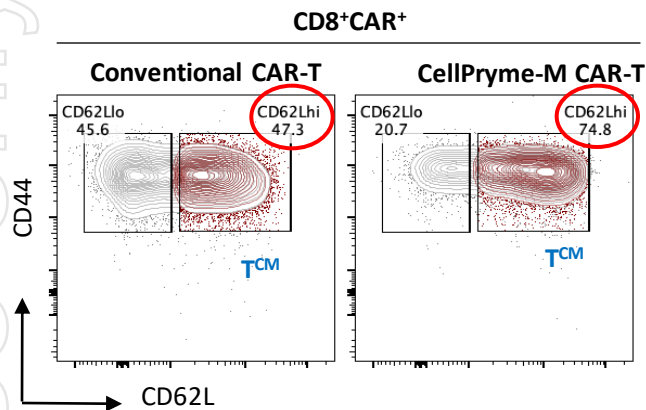 CD8⁺CAR⁺
Conventional CAR-T
CellPryme-M CAR-T
CD62Llo
45.6
CD62Lhi
47.3
CD62Llo
20.7
CD62Lhi
74.8
CD44
TCM
TCM
CD62L